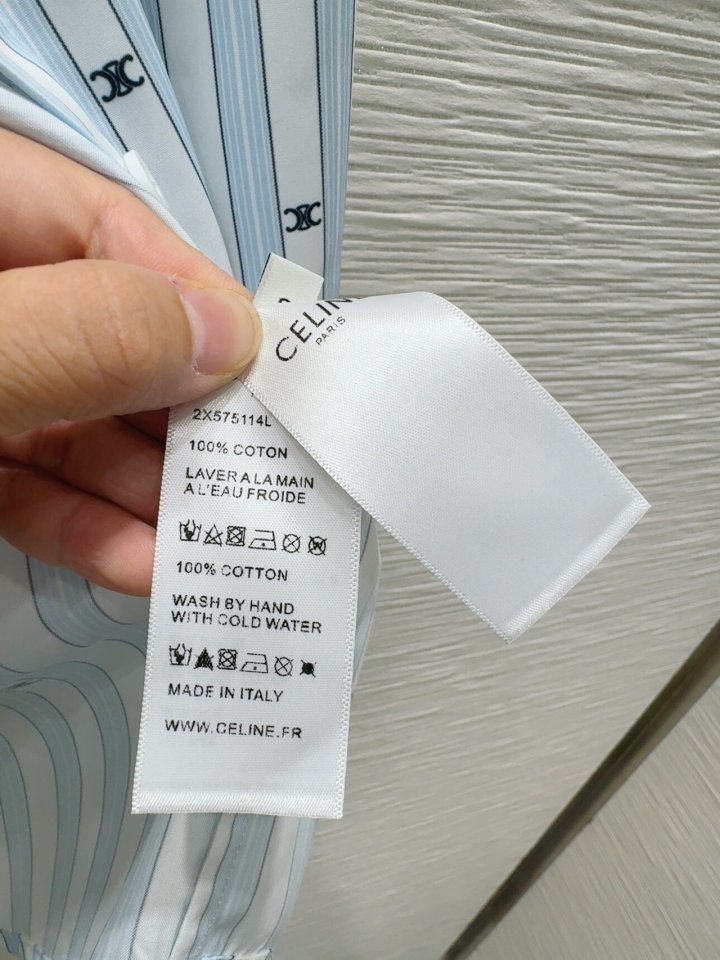 CELIN
PARIS
2X575114L
100% COTON
LAVER A LA MAIN
A L'EAU FROIDE
100% COTTON
WASH BY HAND
WITH COLD WATER
MADE IN ITALY
WWW.CELINE.FR